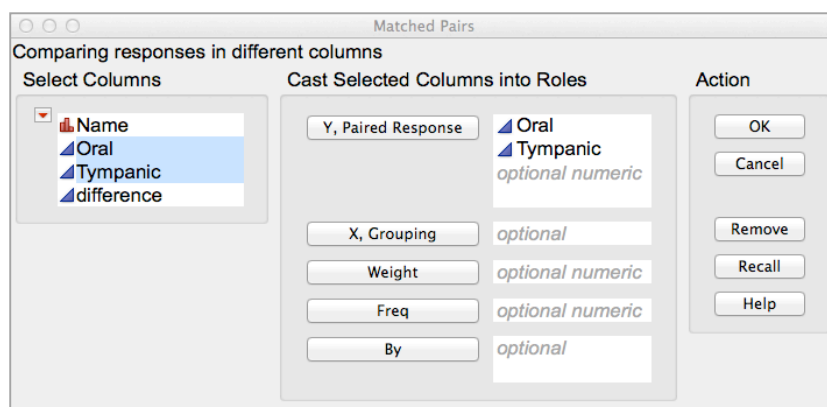 Matched Pairs
Comparing responses in different columns
Select Columns
Name
Oral
Tympanic
difference
Cast Selected Columns into Roles
Y, Paired Response
Oral
Tympanic
optional numeric
X, Grouping
optional
Weight
optional numeric
Freq
optional numeric
By
optional
Action
OK
Cancel
Remove
Recall
Help